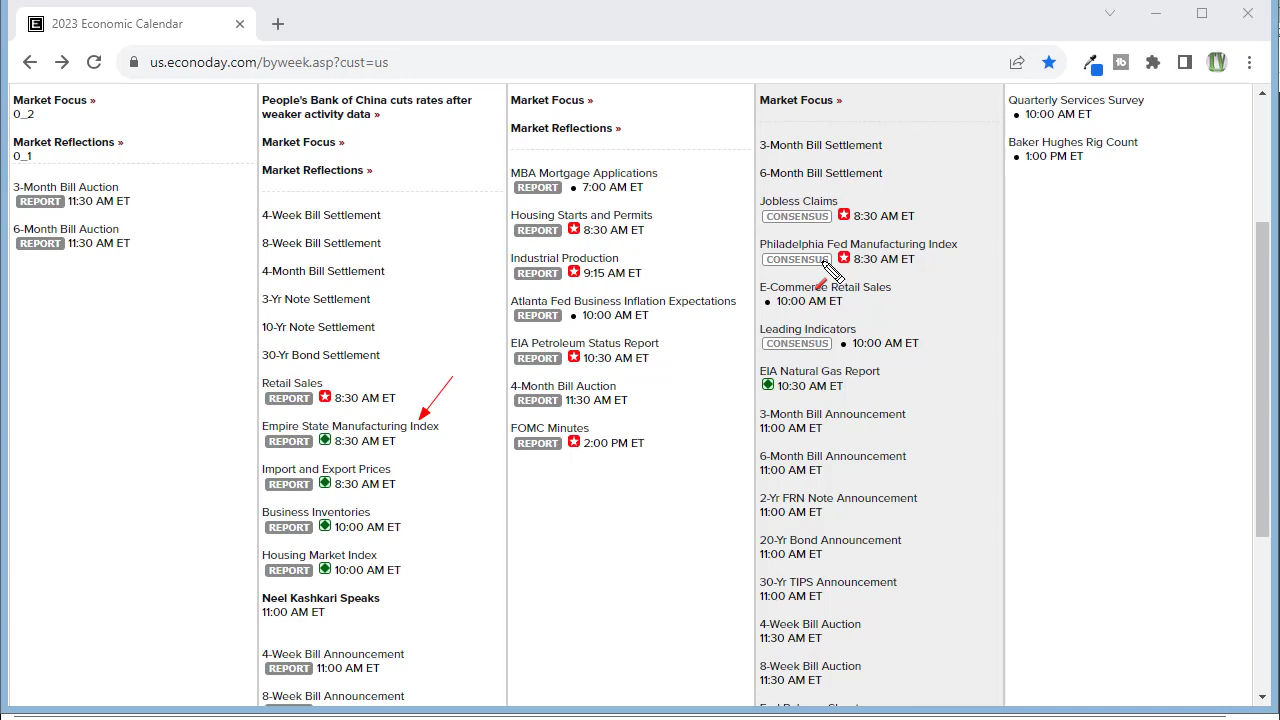 2023 Economic Calendar
us.econoday.com/byweek.asp?cust=us
Market Focus »
0_2
Market Reflections »
0_1
3-Month Bill Auction
REPORT 11:30 AM ET
6-Month Bill Auction
REPORT 11:30 AM ET
People's Bank of China cuts rates after
weaker activity data »
Market Focus »
Market Reflections »
4-Week Bill Settlement
8-Week Bill Settlement
4-Month Bill Settlement
3-Yr Note Settlement
10-Yr Note Settlement
30-Yr Bond Settlement
Retail Sales
REPORT 8:30 AM ET
Empire State Manufacturing Index
REPORT 8:30 AM ET
Import and Export Prices
REPORT 8:30 AM ET
Business Inventories
REPORT 10:00 AM ET
Housing Market Index
REPORT 10:00 AM ET
Neel Kashkari Speaks
11:00 AM ET
4-Week Bill Announcement
REPORT 11:00 AM ET
8-Week Bill Announcement
Market Focus »
Market Reflections »
MBA Mortgage Applications
REPORT • 7:00 AM ET
Housing Starts and Permits
REPORT 8:30 AM ET
Industrial Production
REPORT 9:15 AM ET
Atlanta Fed Business Inflation Expectations
REPORT • 10:00 AM ET
EIA Petroleum Status Report
REPORT 10:30 AM ET
4-Month Bill Auction
REPORT 11:30 AM ET
FOMC Minutes
REPORT 2:00 PM ET
Market Focus »
3-Month Bill Settlement
6-Month Bill Settlement
Jobless Claims
CONSENSUS 8:30 AM ET
Philadelphia Fed Manufacturing Index
CONSENSUS 8:30 AM ET
E-Commerce Retail Sales
• 10:00 AM ET
Leading Indicators
CONSENSUS • 10:00 AM ET
EIA Natural Gas Report
10:30 AM ET
3-Month Bill Announcement
11:00 AM ET
6-Month Bill Announcement
11:00 AM ET
2-Yr FRN Note Announcement
11:00 AM ET
20-Yr Bond Announcement
11:00 AM ET
30-Yr TIPS Announcement
11:00 AM ET
4-Week Bill Auction
11:30 AM ET
8-Week Bill Auction
11:30 AM ET
Quarterly Services Survey
• 10:00 AM ET
Baker Hughes Rig Count
• 1:00 PM ET